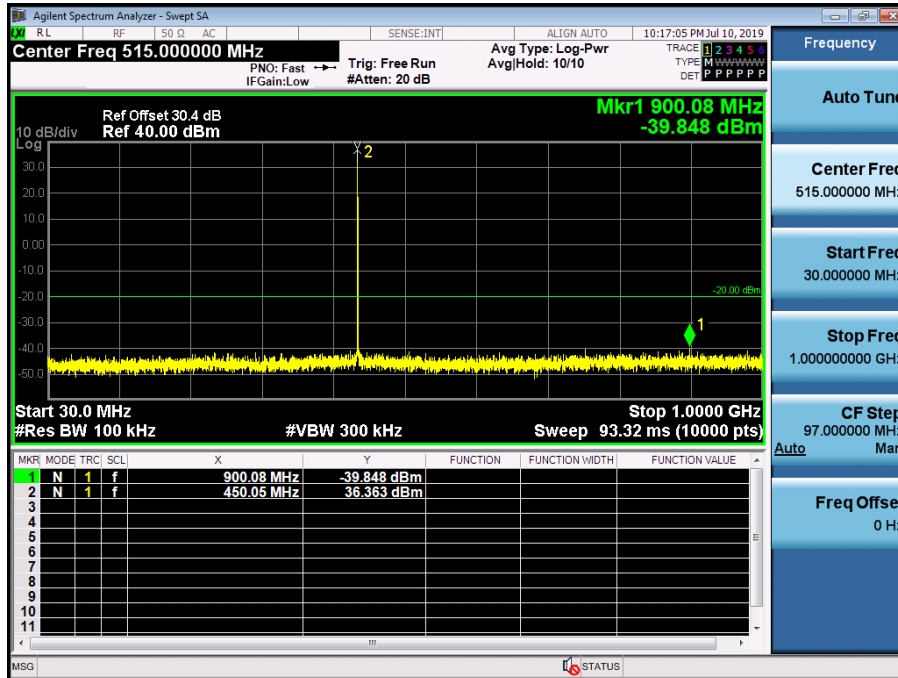 Agilent Spectrum Analyzer - Swept SA
LXI RL RF 50 Ω AC SENSE:INT ALIGN AUTO 10:17:05 PM Jul 10, 2019
Center Freq 515.000000 MHz
PNO: Fast
IFGain:Low
Trig: Free Run
#Atten: 20 dB
Avg Type: Log-Pwr
Avg|Hold: 10/10
TRACE 1 2 3 4 5 6
TYPE M WWWWW
DET P P P P P P
Frequency
Auto Tune
Center Freq
515.000000 MHz
Start Freq
30.000000 MHz
Stop Freq
1.000000000 GHz
CF Step
97.000000 MHz
Auto Man
Freq Offset
0 Hz
Mkr1 900.08 MHz
-39.848 dBm
Ref Offset 30.4 dB
10 dB/div Ref 40.00 dBm
Log
30.0
20.0
10.0
0.00
-10.0
-20.0
-30.0
-40.0
-50.0
2
-20.00 dBm
1
Start 30.0 MHz Stop 1.0000 GHz
#Res BW 100 kHz #VBW 300 kHz Sweep 93.32 ms (10000 pts)
MKR MODE TRC SCL X Y FUNCTION FUNCTION WIDTH FUNCTION VALUE
1 N 1 f 900.08 MHz -39.848 dBm
2 N 1 f 450.05 MHz 36.363 dBm
3
4
5
6
7
8
9
10
11
MSG STATUS